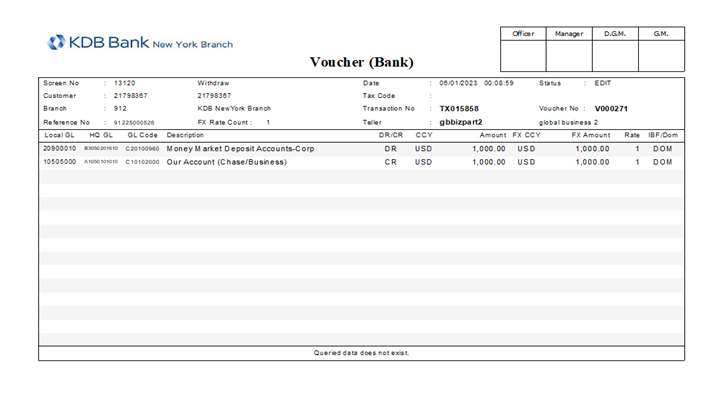 KDB Bank New York Branch
Officer Manager D.G.M. G.M.
Voucher (Bank)
Screen No : 13120 Withdraw Date : 06/01/2023 00:08:59 Status : EDIT
Customer : 21798367 21798367 Tax Code :
Branch : 912 KDB NewYork Branch Transaction No : TX015858 Voucher No : V000271
Reference No : 91225000526 FX Rate Count : 1 Teller : gbbizpart2 global business 2
Local GL HQ GL GL Code Description DR/CR CCY Amount FX CCY FX Amount Rate IBF/Dom
20900010 B3050201610 C20100960 Money Market Deposit Accounts-Corp DR USD 1,000.00 USD 1,000.00 1 DOM
10505000 A1050101010 C10102000 Our Account (Chase/Business) CR USD 1,000.00 USD 1,000.00 1 DOM
Queried data does not exist.